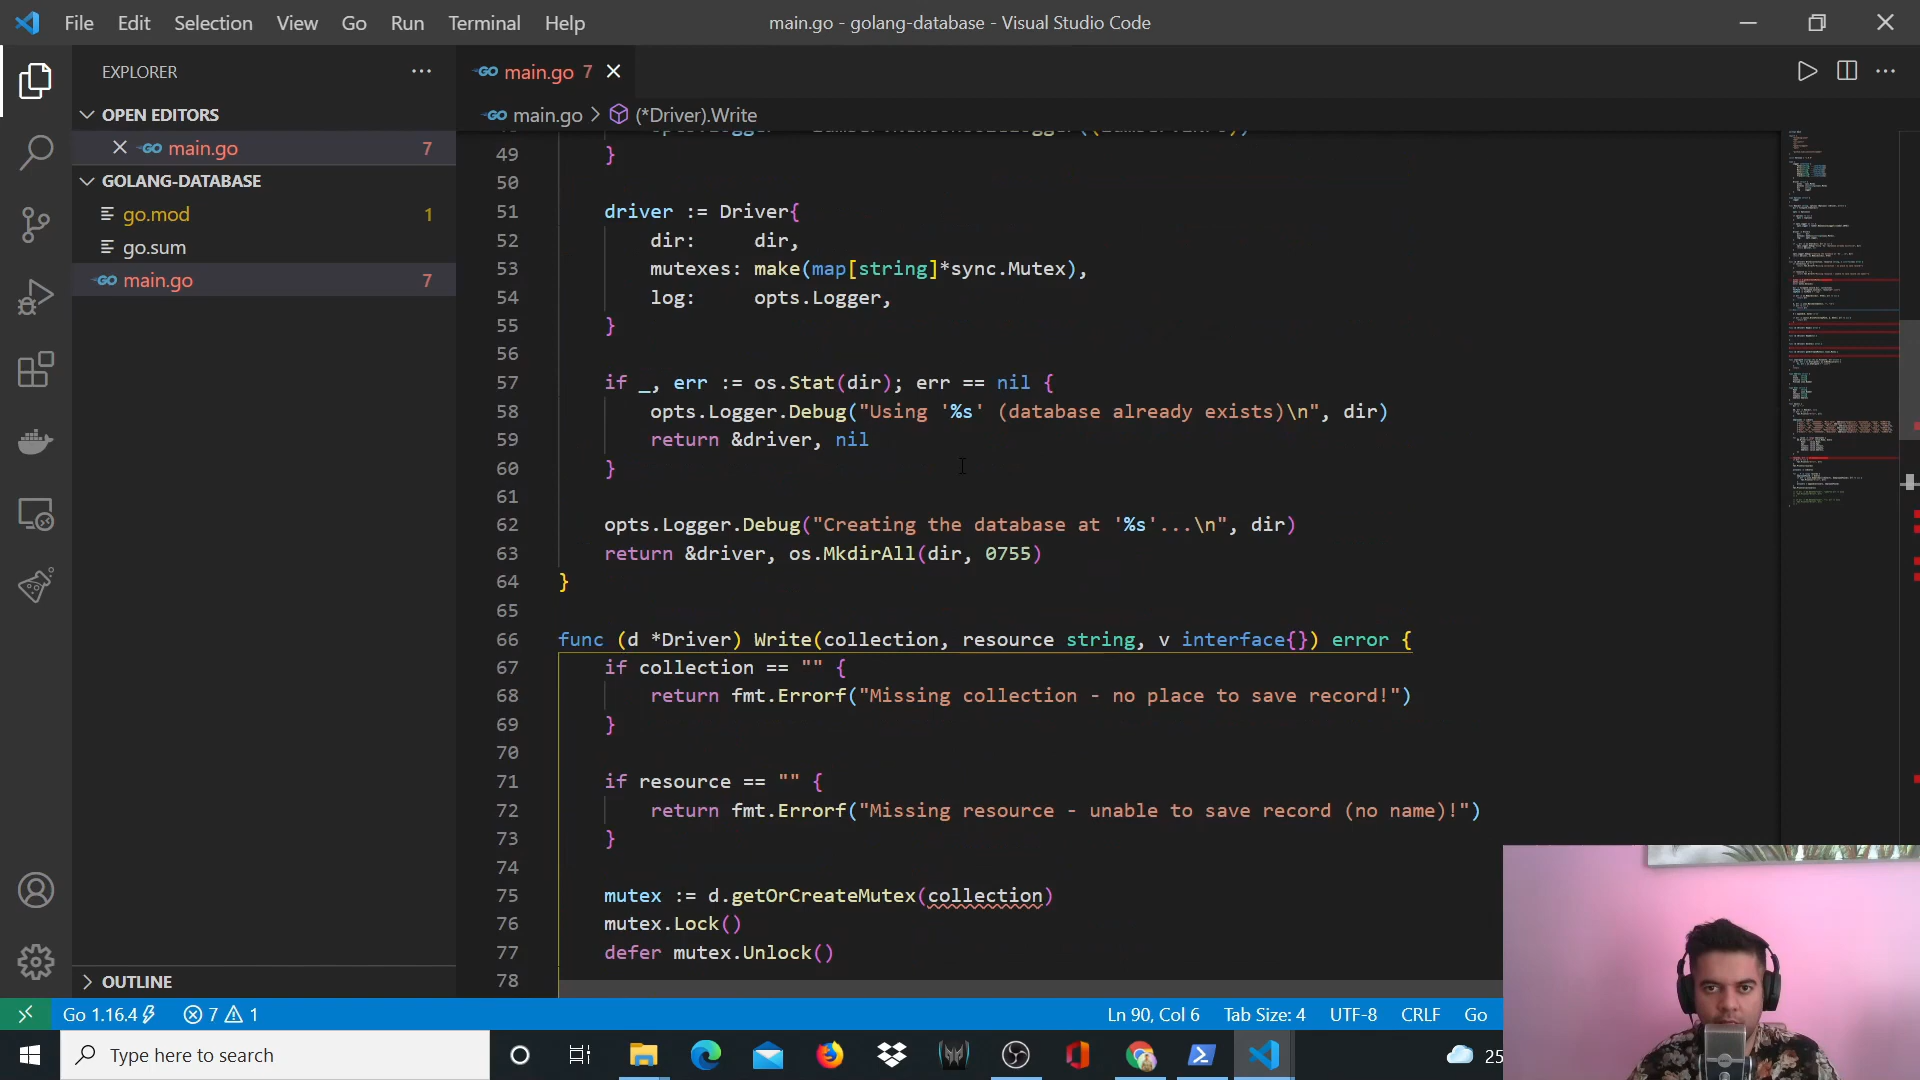 File Edit Selection View Go Run Terminal Help
main.go - golang-database - Visual Studio Code
EXPLORER
OPEN EDITORS
main.go 7
GOLANG-DATABASE
go.mod 1
go.sum
main.go 7
OUTLINE
main.go 7
main.go > (*Driver).Write
49 }
50
51 driver := Driver{
52 dir: dir,
53 mutexes: make(map[string]*sync.Mutex),
54 log: opts.Logger,
55 }
56
57 if _, err := os.Stat(dir); err == nil {
58 opts.Logger.Debug("Using '%s' (database already exists)\n", dir)
59 return &driver, nil
60 }
61
62 opts.Logger.Debug("Creating the database at '%s'...\n", dir)
63 return &driver, os.MkdirAll(dir, 0755)
64 }
65
66 func (d *Driver) Write(collection, resource string, v interface{}) error {
67 if collection == "" {
68 return fmt.Errorf("Missing collection - no place to save record!")
69 }
70
71 if resource == "" {
72 return fmt.Errorf("Missing resource - unable to save record (no name)!")
73 }
74
75 mutex := d.getOrCreateMutex(collection)
76 mutex.Lock()
77 defer mutex.Unlock()
78
Go 1.16.4 7 1
Ln 90, Col 6 Tab Size: 4 UTF-8 CRLF Go
Type here to search
25